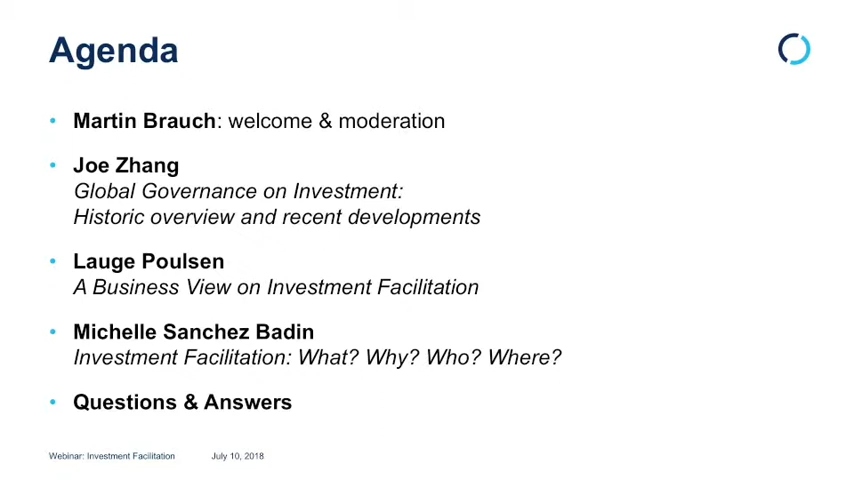 Agenda
• Martin Brauch: welcome & moderation
• Joe Zhang
Global Governance on Investment:
Historic overview and recent developments
• Lauge Poulsen
A Business View on Investment Facilitation
• Michelle Sanchez Badin
Investment Facilitation: What? Why? Who? Where?
• Questions & Answers
Webinar: Investment Facilitation July 10, 2018